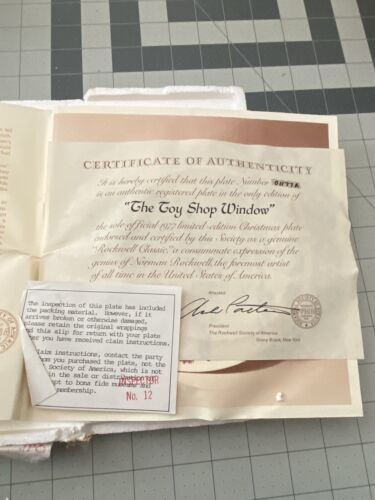 CERTIFICATE OF AUTHENTICITY
It is hereby certified that this plate Number
is an authentic registered plate in the only edition of
"The Toy Shop Window"
the sole official 1977 limited-edition Christmas plate
endorsed and certified by this Society as a genuine
"Rockwell Classic," a consummate expression of the
genius of Norman Rockwell, the foremost artist
of all time in the United States of America.
Attested
President
The Rockwell Society of America
Stony Brook, New York
The inspection of this plate has included
the packing material. However, if it
arrives broken or otherwise damaged,
please retain the original wrappings
this slip for return with your plate
you have received claim instructions.
claim instructions, contact the party
whom you purchased the plate, not the
Society of America, which is not
in the sale or distribution of
to bona fide museums and
membership.
INSPECTOR
No. 12